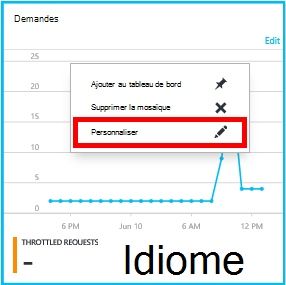 Demandes
Edit
25
20
Ajouter au tableau de bord
Supprimer la mosaïque
Personnaliser
15
10
5
0
6 PM Jun 10 6 AM 12 PM
THROTTLED REQUESTS
-
Idiome